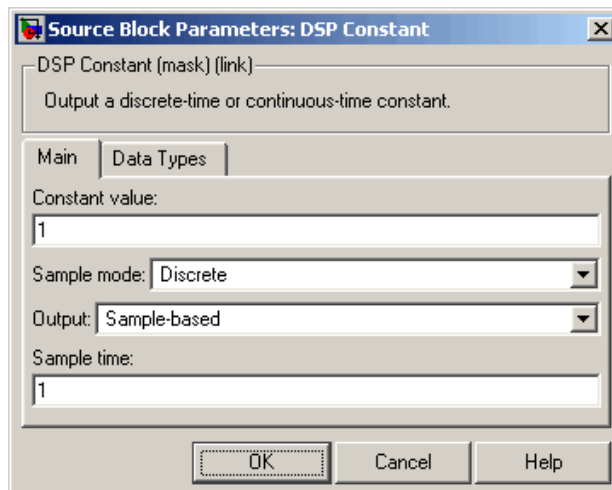 Source Block Parameters: DSP Constant
DSP Constant (mask) (link)
Output a discrete-time or continuous-time constant.
Main Data Types
Constant value:
1
Sample mode: Discrete
Output: Sample-based
Sample time:
1
OK Cancel Help